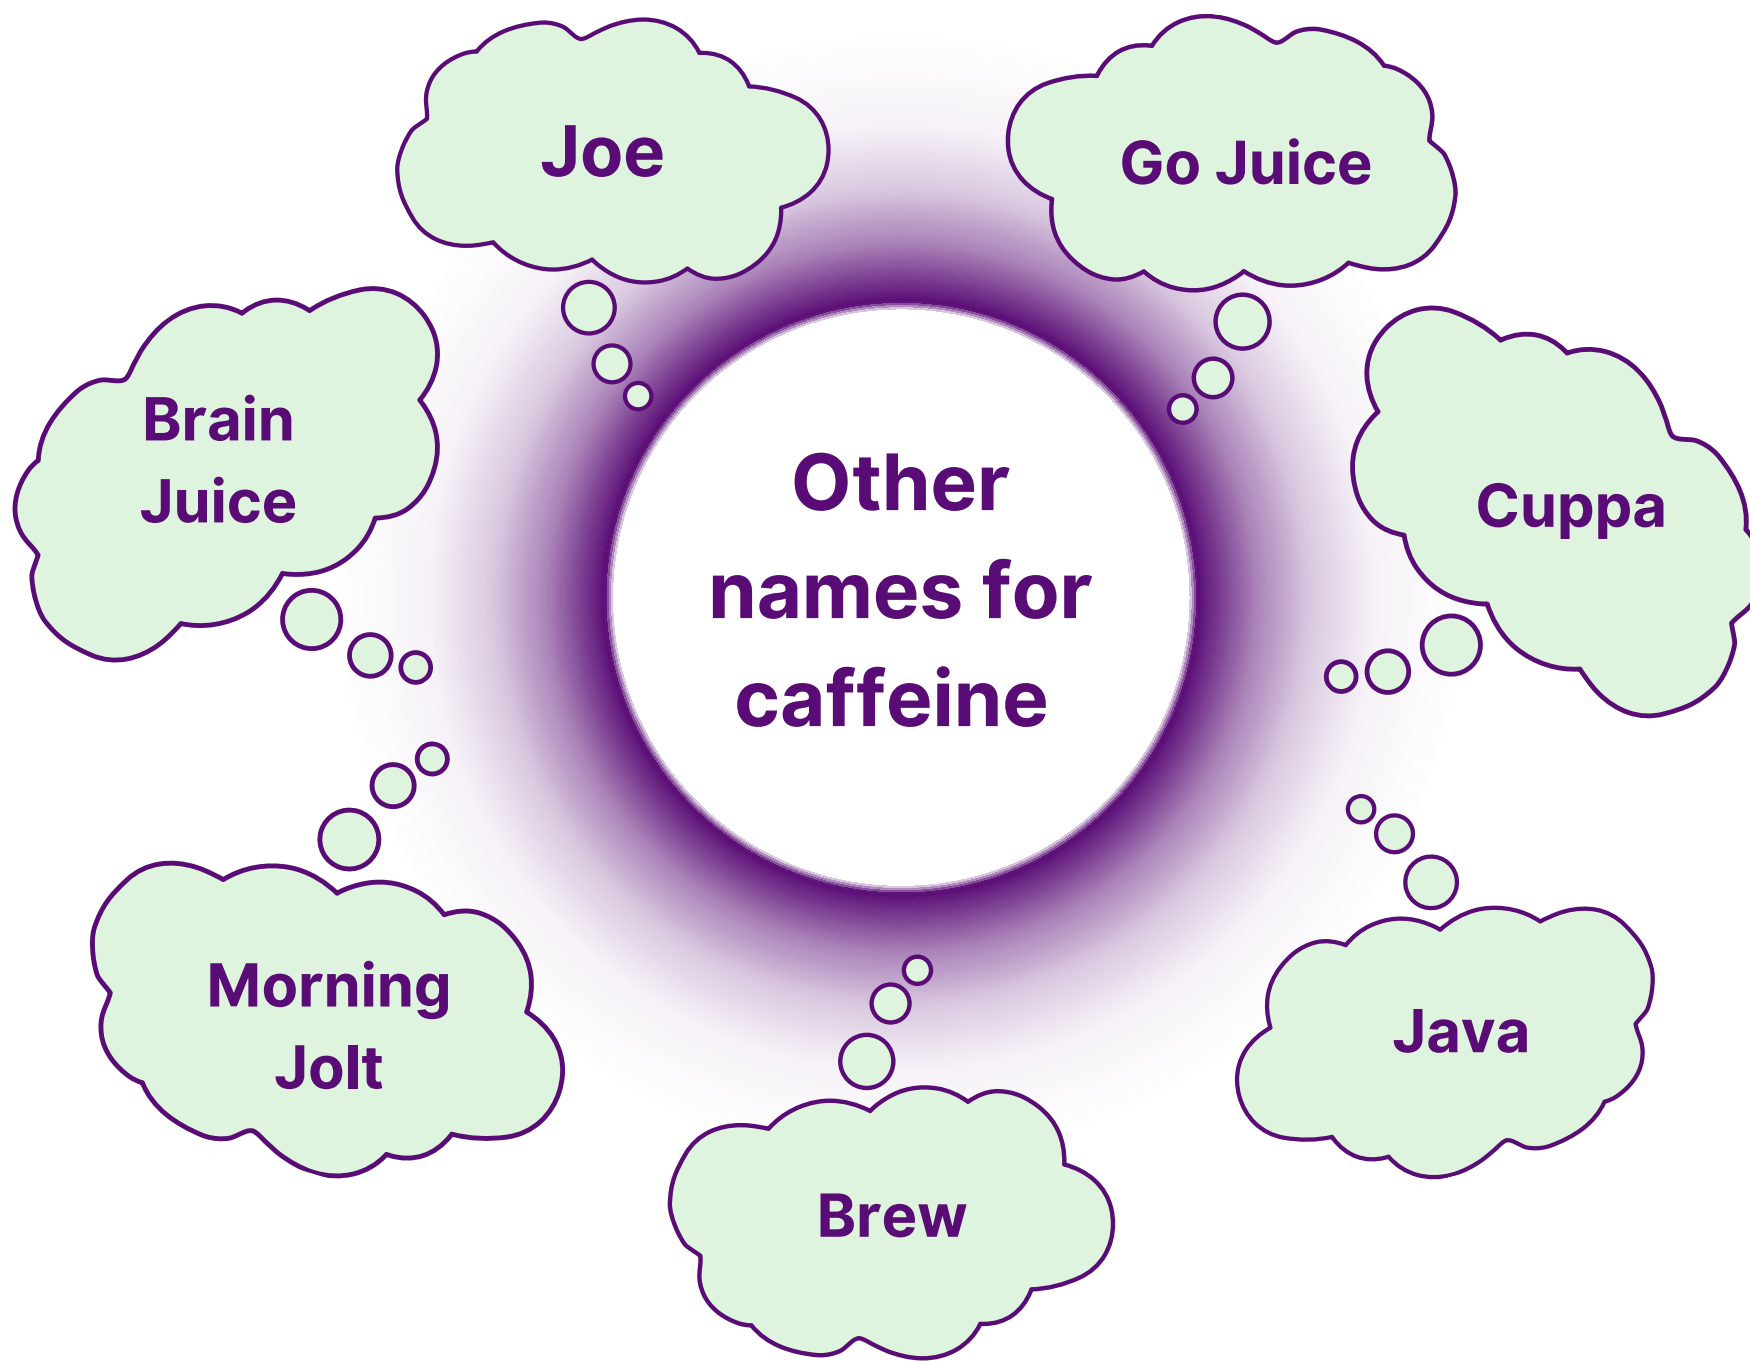 Joe
Go Juice
Brain
Juice
Other
names for
caffeine
Cuppa
Morning
Jolt
Java
Brew